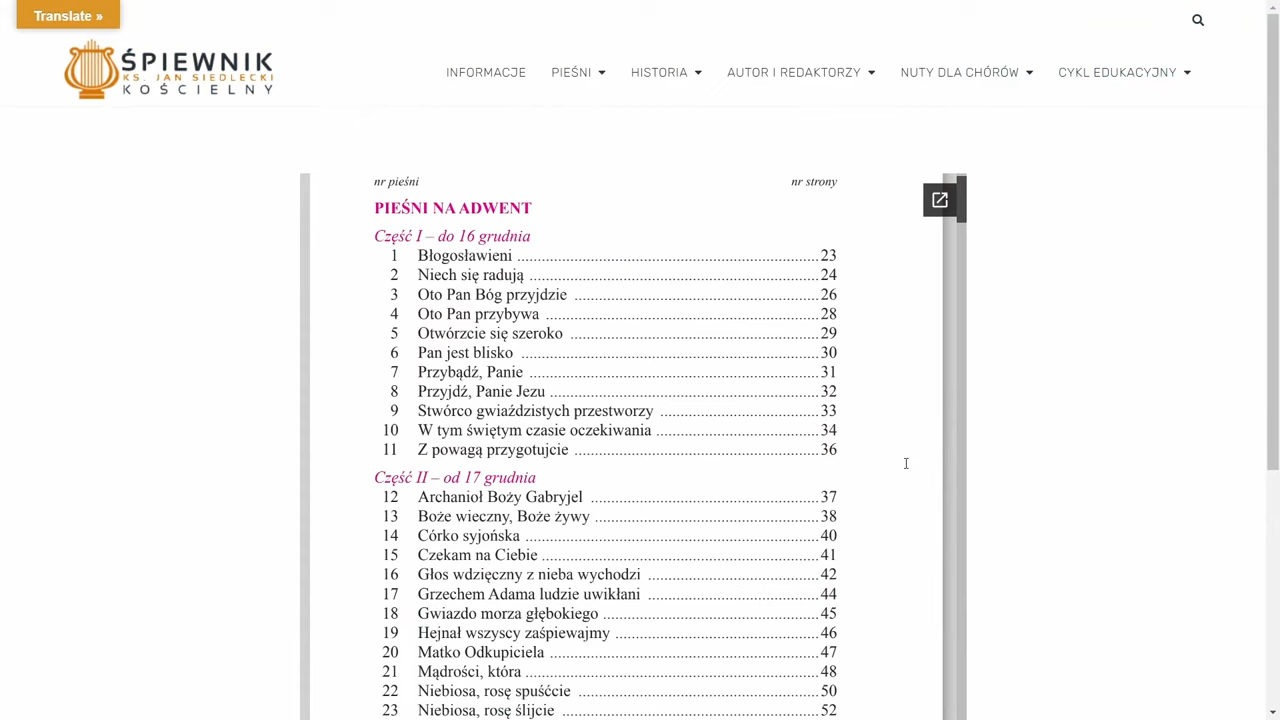 Translate »
ŚPIEWNIK
KS. JAN SIEDLECKI
KOŚCIELNY
INFORMACJE PIEŚNI HISTORIA AUTOR I REDAKTORZY NUTY DLA CHÓRÓW CYKL EDUKACYJNY
nr pieśni nr strony
PIEŚNI NA ADWENT
Część I – do 16 grudnia
1 Błogosławieni ........ 23
2 Niech się radują ........ 24
3 Oto Pan Bóg przyjdzie ........ 26
4 Oto Pan przybywa ........ 28
5 Otwórzcie się szeroko ........ 29
6 Pan jest blisko ........ 30
7 Przybądź, Panie ........ 31
8 Przyjdź, Panie Jezu ........ 32
9 Stwórco gwiaździstych przestworzy ........ 33
10 W tym świętym czasie oczekiwania ........ 34
11 Z powagą przygotujcie ........ 36
Część II – od 17 grudnia
12 Archanioł Boży Gabryjel ........ 37
13 Boże wieczny, Boże żywy ........ 38
14 Córko syjońska ........ 40
15 Czekam na Ciebie ........ 41
16 Głos wdzięczny z nieba wychodzi ........ 42
17 Grzechem Adama ludzie uwikłani ........ 44
18 Gwiazdo morza głębokiego ........ 45
19 Hejnał wszyscy zaśpiewajmy ........ 46
20 Matko Odkupiciela ........ 47
21 Mądrości, która ........ 48
22 Niebiosa, rosę spuśćcie ........ 50
23 Niebiosa, rosę ślijcie ........ 52